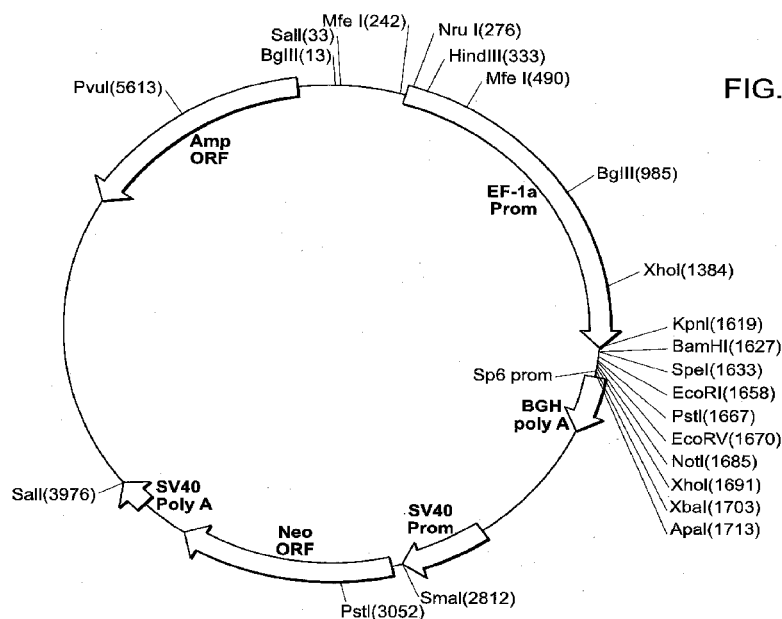 FIG.
Mfe I(242)
SalI(33)
BglII(13)
Nru I(276)
HindIII(333)
Mfe I(490)
PvuI(5613)
Amp
ORF
EF-1a
Prom
BglII(985)
XhoI(1384)
KpnI(1619)
BamHI(1627)
SpeI(1633)
EcoRI(1658)
PstI(1667)
EcoRV(1670)
NotI(1685)
XhoI(1691)
XbaI(1703)
ApaI(1713)
Sp6 prom
BGH
poly A
SalI(3976)
SV40
Poly A
Neo
ORF
SV40
Prom
PstI(3052)
SmaI(2812)